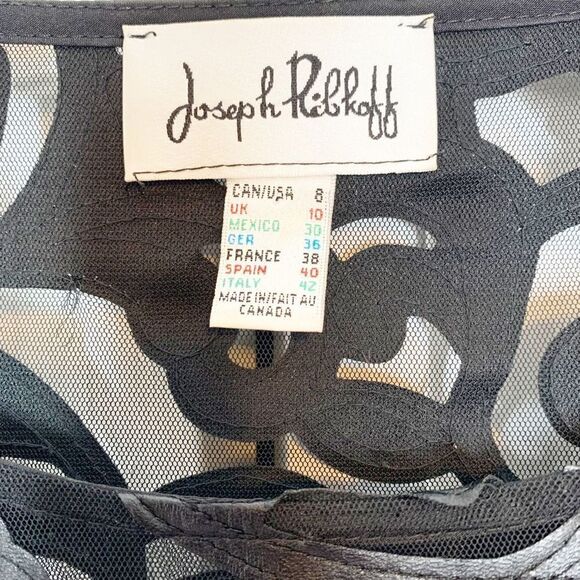 Joseph Ribkoff
CAN/USA 8
UK 10
MEXICO 30
GER 36
FRANCE 38
SPAIN 40
ITALY 42
MADE IN/FAIT AU
CANADA